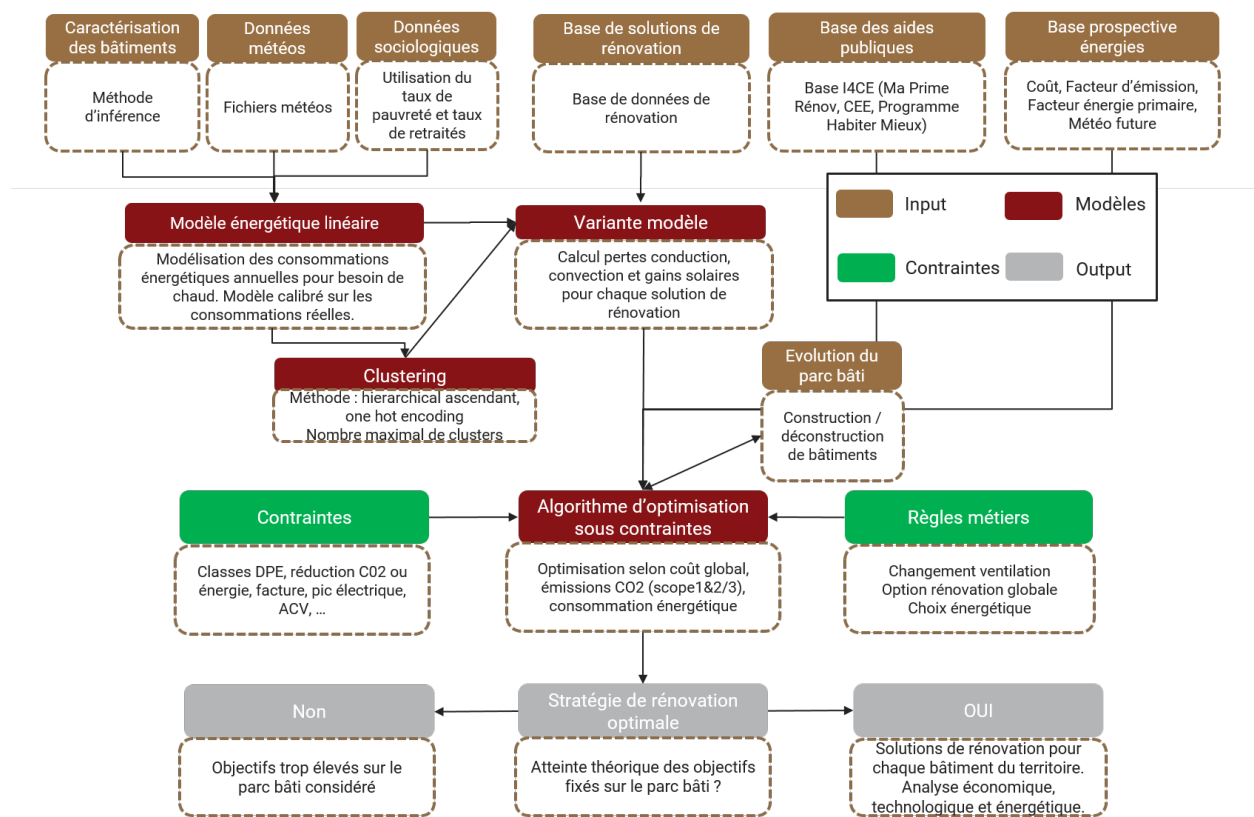 Caractérisation
des bâtiments
Méthode
d'inférence
Données
météos
Fichiers météos
Données
sociologiques
Utilisation du
taux de
pauvreté et taux
de retraités
Base de solutions de
rénovation
Base de données de
rénovation
Base des aides
publiques
Base I4CE (Ma Prime
Rénov, CEE, Programme
Habiter Mieux)
Base prospective
énergies
Coût, Facteur d'émission,
Facteur énergie primaire,
Météo future
Input
Modèles
Contraintes
Output
Modèle énergétique linéaire
Modélisation des consommations
énergétiques annuelles pour besoin de
chaud. Modèle calibré sur les
consommations réelles.
Variante modèle
Calcul pertes conduction,
convection et gains solaires
pour chaque solution de
rénovation
Clustering
Méthode : hierarchical ascendant,
one hot encoding
Nombre maximal de clusters
Evolution du
parc bâti
Construction /
déconstruction
de bâtiments
Contraintes
Classes DPE, réduction C02 ou
énergie, facture, pic électrique,
ACV, ...
Algorithme d'optimisation
sous contraintes
Optimisation selon coût global,
émissions CO2 (scope1&2/3),
consommation énergétique
Règles métiers
Changement ventilation
Option rénovation globale
Choix énergétique
Non
Objectifs trop élevés sur le
parc bâti considéré
Stratégie de rénovation
optimale
Atteinte théorique des objectifs
fixés sur le parc bâti ?
OUI
Solutions de rénovation pour
chaque bâtiment du territoire.
Analyse économique,
technologique et énergétique.